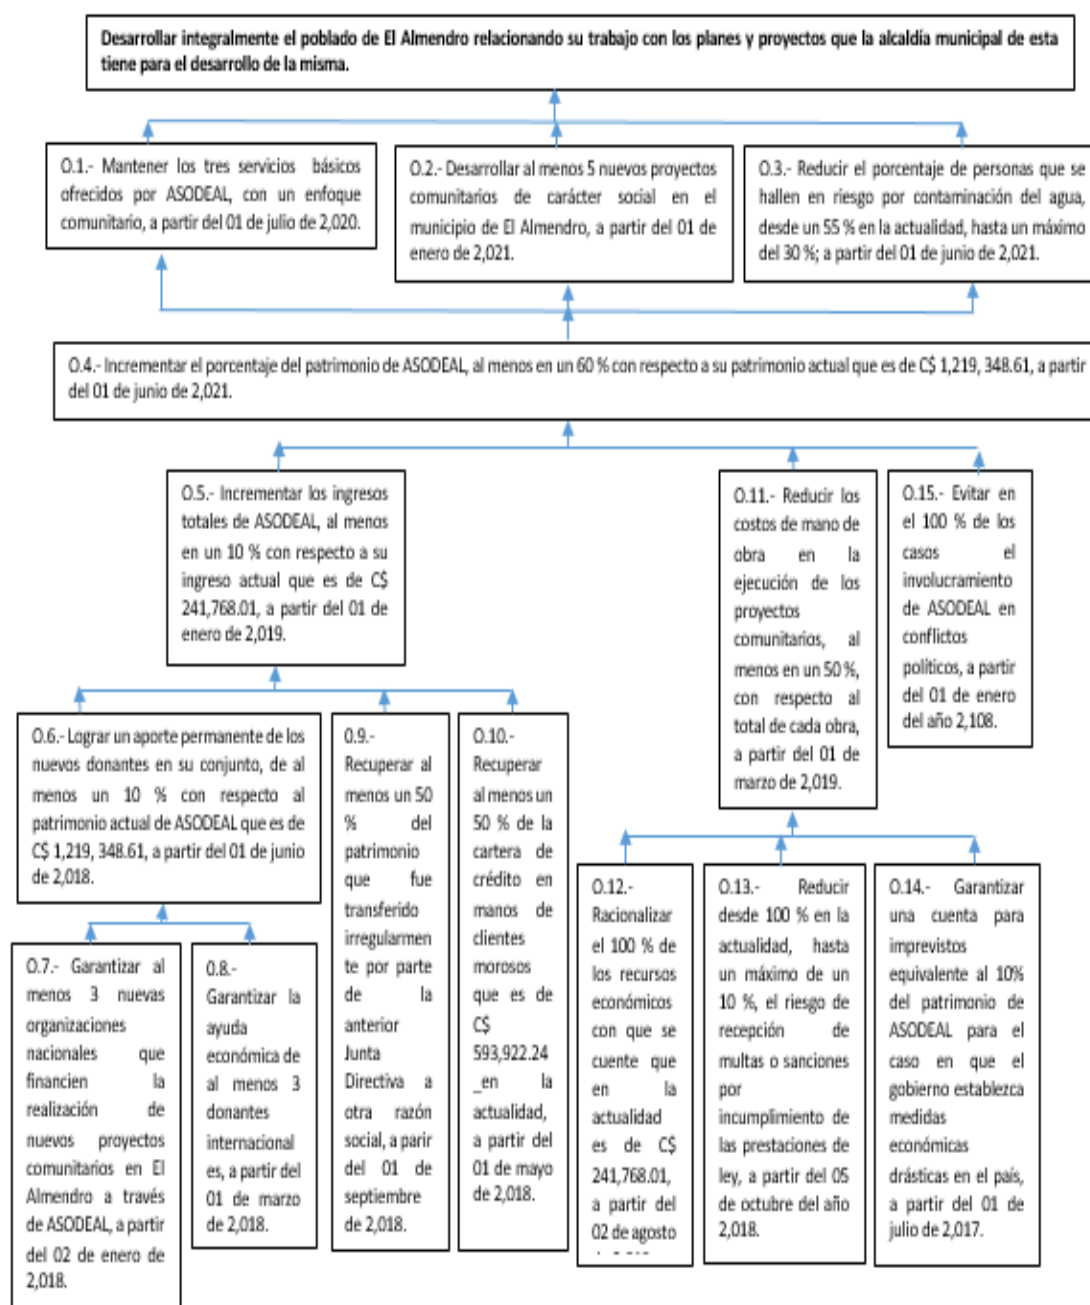 Desarrollar integralmente el poblado de El Almendro relacionando su trabajo con los planes y proyectos que la alcaldía municipal de esta
tiene para el desarrollo de la misma.
O.1.- Mantener los tres servicios básicos
ofrecidos por ASODEAL, con un enfoque
comunitario, a partir del 01 de julio de 2,020.
O.2.- Desarrollar al menos 5 nuevos proyectos
comunitarios de carácter social en el
municipio de El Almendro, a partir del 01 de
enero de 2,021.
O.3.- Reducir el porcentaje de personas que se
hallen en riesgo por contaminación del agua,
desde un 55 % en la actualidad, hasta un máximo
del 30 %; a partir del 01 de junio de 2,021.
O.4.- Incrementar el porcentaje del patrimonio de ASODEAL, al menos en un 60 % con respecto a su patrimonio actual que es de C$ 1,219, 348.61, a partir
del 01 de junio de 2,021.
O.5.- Incrementar los ingresos
totales de ASODEAL, al menos
en un 10 % con respecto a su
ingreso actual que es de C$
241,768.01, a partir del 01 de
enero de 2,019.
O.11.- Reducir los
costos de mano de
obra en la
ejecución de los
proyectos
comunitarios, al
menos en un 50 %,
con respecto al
total de cada obra,
a partir del 01 de
marzo de 2,019.
O.15.- Evitar en
el 100 % de los
casos el
involucramiento
de ASODEAL en
conflictos
políticos, a partir
del 01 de enero
del año 2,108.
O.6.- Lograr un aporte permanente de los
nuevos donantes en su conjunto, de al
menos un 10 % con respecto al
patrimonio actual de ASODEAL que es de
C$ 1,219, 348.61, a partir del 01 de junio
de 2,018.
O.9.-
Recuperar al
menos un 50
% del
patrimonio
que fue
transferido
irregularmen
te por parte
de la
anterior
Junta
Directiva a
otra razón
social, a parir
del 01 de
septiembre
de 2,018.
O.10.-
Recuperar
al menos un
50 % de la
cartera de
crédito en
manos de
clientes
morosos
que es de
C$
593,922.24
_en la
actualidad,
a partir del
01 de mayo
de 2,018.
O.7.- Garantizar al
menos 3 nuevas
organizaciones
nacionales que
financien la
realización de
nuevos proyectos
comunitarios en El
Almendro a través
de ASODEAL, a partir
del 02 de enero de
2,018.
O.8.-
Garantizar la
ayuda
económica de
al menos 3
donantes
internacional
es, a partir del
01 de marzo
de 2,018.
O.12.-
Racionalizar
el 100 % de
los recursos
económicos
con que se
cuente que
en la
actualidad
es de C$
241,768.01,
a partir del
02 de agosto
O.13.- Reducir
desde 100 % en la
actualidad, hasta
un máximo de un
10 %, el riesgo de
recepción de
multas o sanciones
por
incumplimiento de
las prestaciones de
ley, a partir del 05
de octubre del año
2,018.
O.14.- Garantizar
una cuenta para
imprevistos
equivalente al 10%
del patrimonio de
ASODEAL para el
caso en que el
gobierno establezca
medidas
económicas
drásticas en el país,
a partir del 01 de
julio de 2,017.